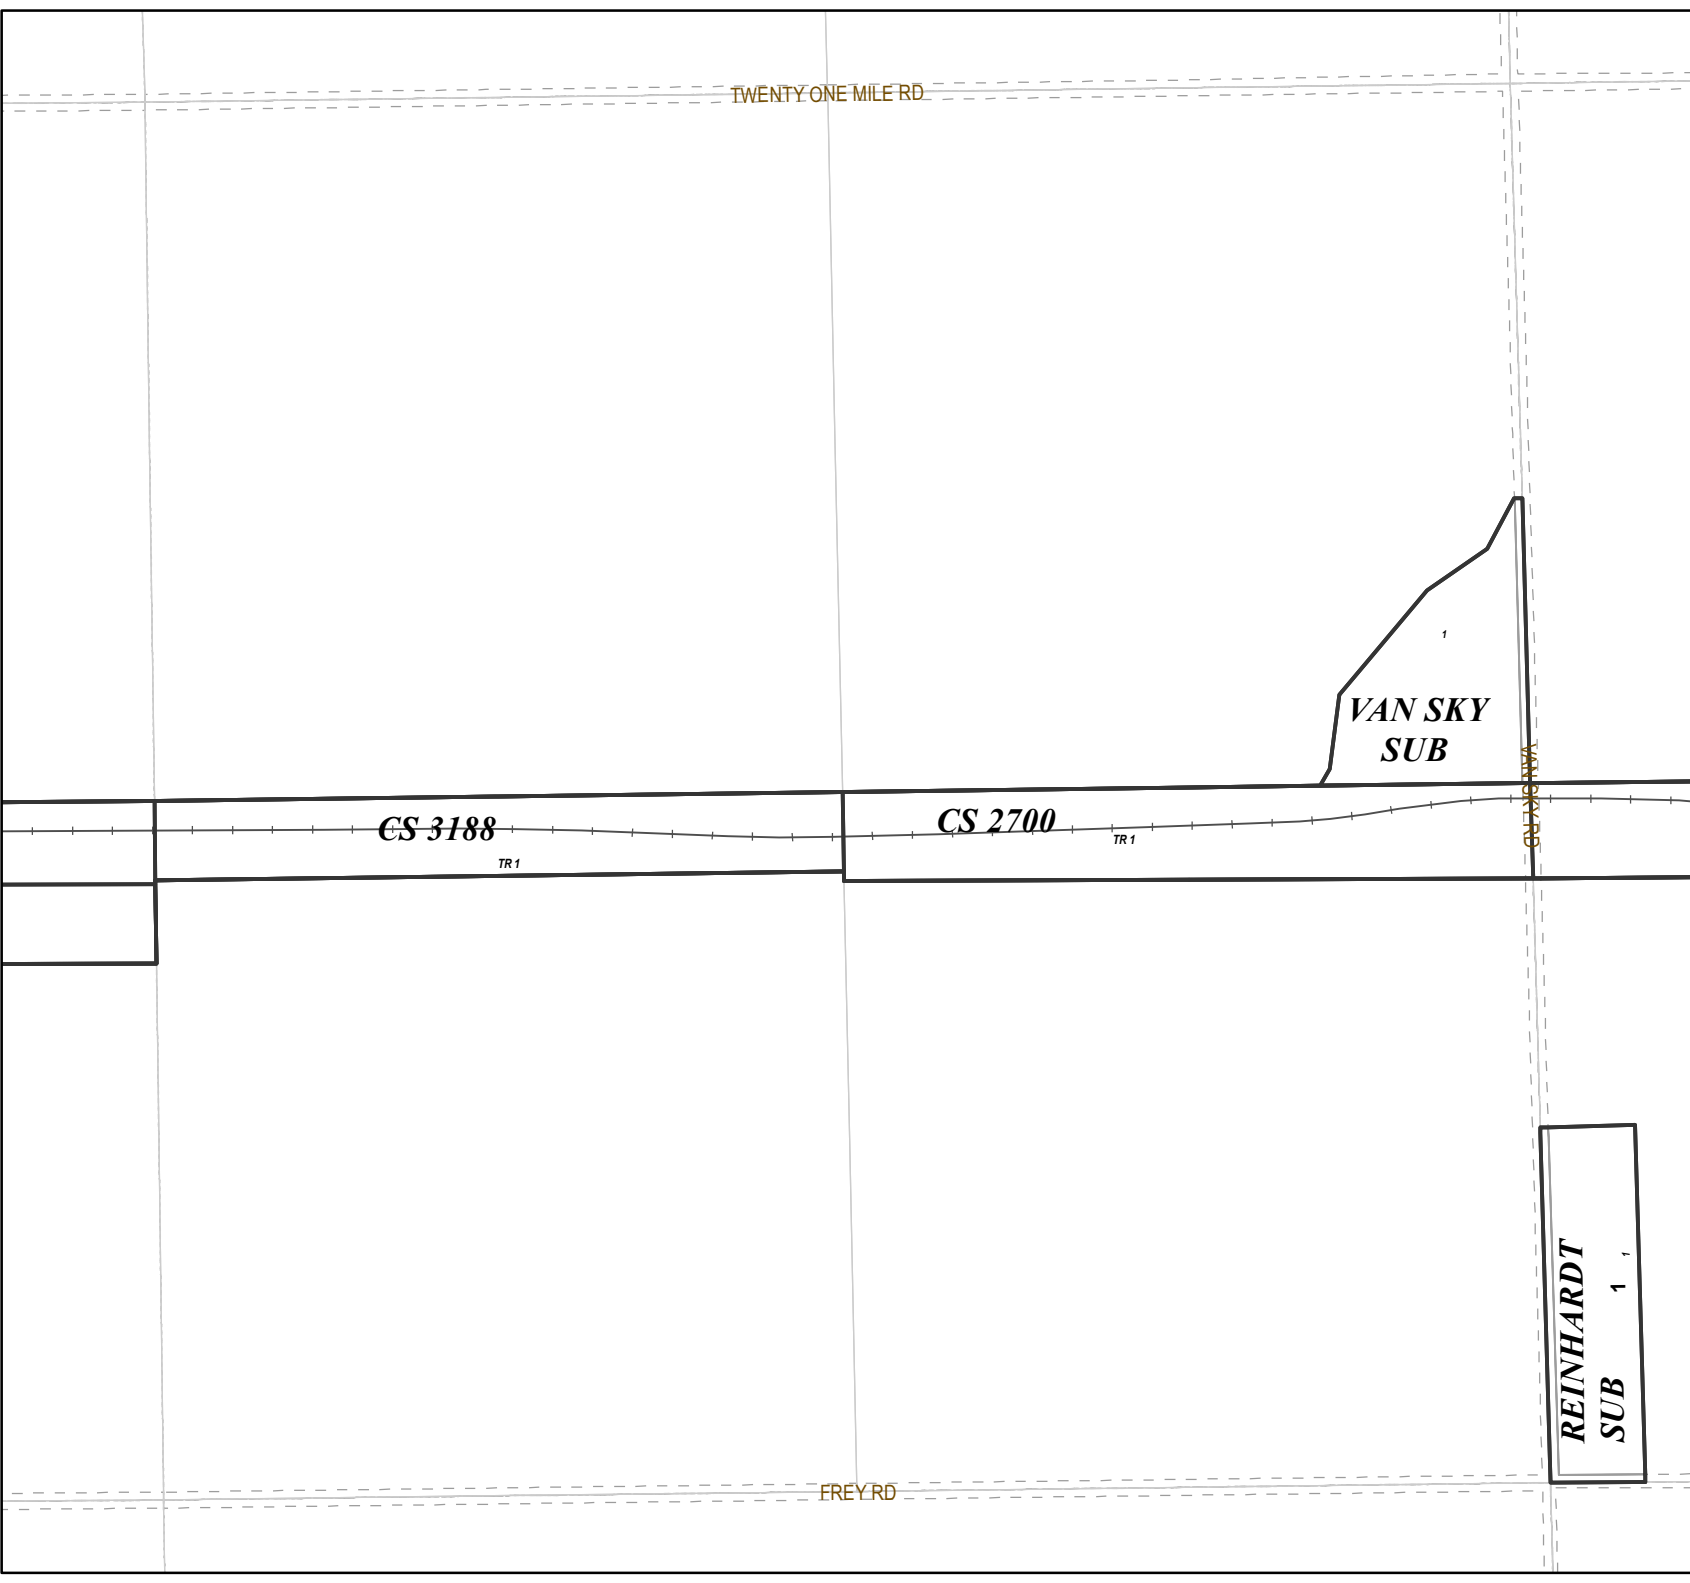 TWENTY ONE MILE RD
1
VAN SKY
SUB
VAN SKY RD
CS 3188
TR 1
CS 2700
TR 1
REINHARDT
SUB
1
1
FREY RD